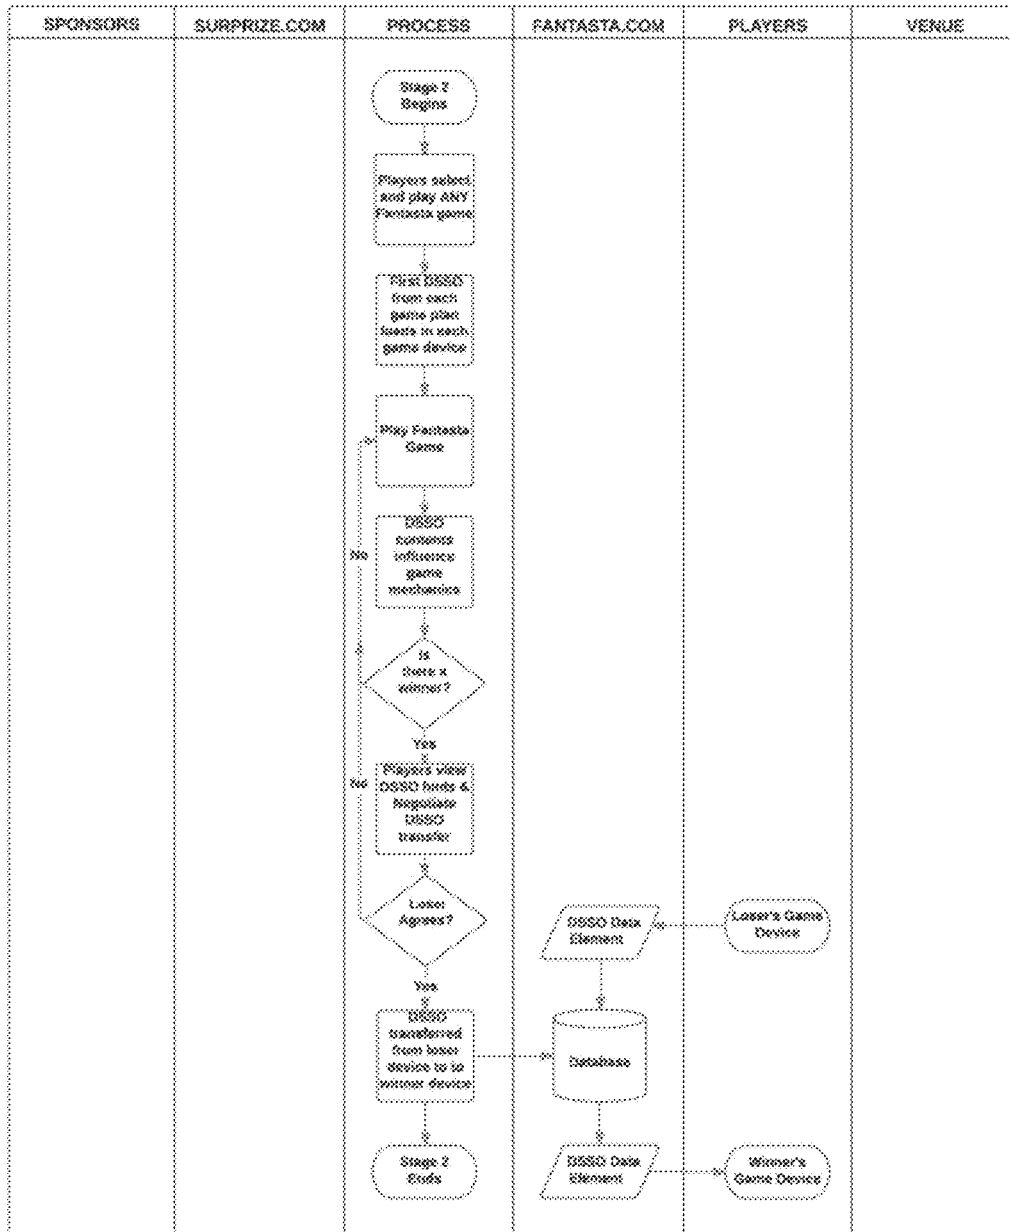 SPONSORS
SURPRIZE.COM
PROCESS
FANTASTA.COM
PLAYERS
VENUE
Stage 2
Begins
Players select
and play ANY
Fantasta game
First DSSO
from each
game plan
loads in each
game device
Play Fantasta
Game
DSSO
contents
influence
game
mechanics
No
Is
there a
winner?
Yes
Players view
DSSO hints &
Negotiate
DSSO
transfer
No
Loser
Agrees?
Yes
DSSO
transferred
from loser
device to to
winner device
Stage 2
Ends
DSSO Data
Element
Loser's Game
Device
Database
DSSO Data
Element
Winner's
Game Device